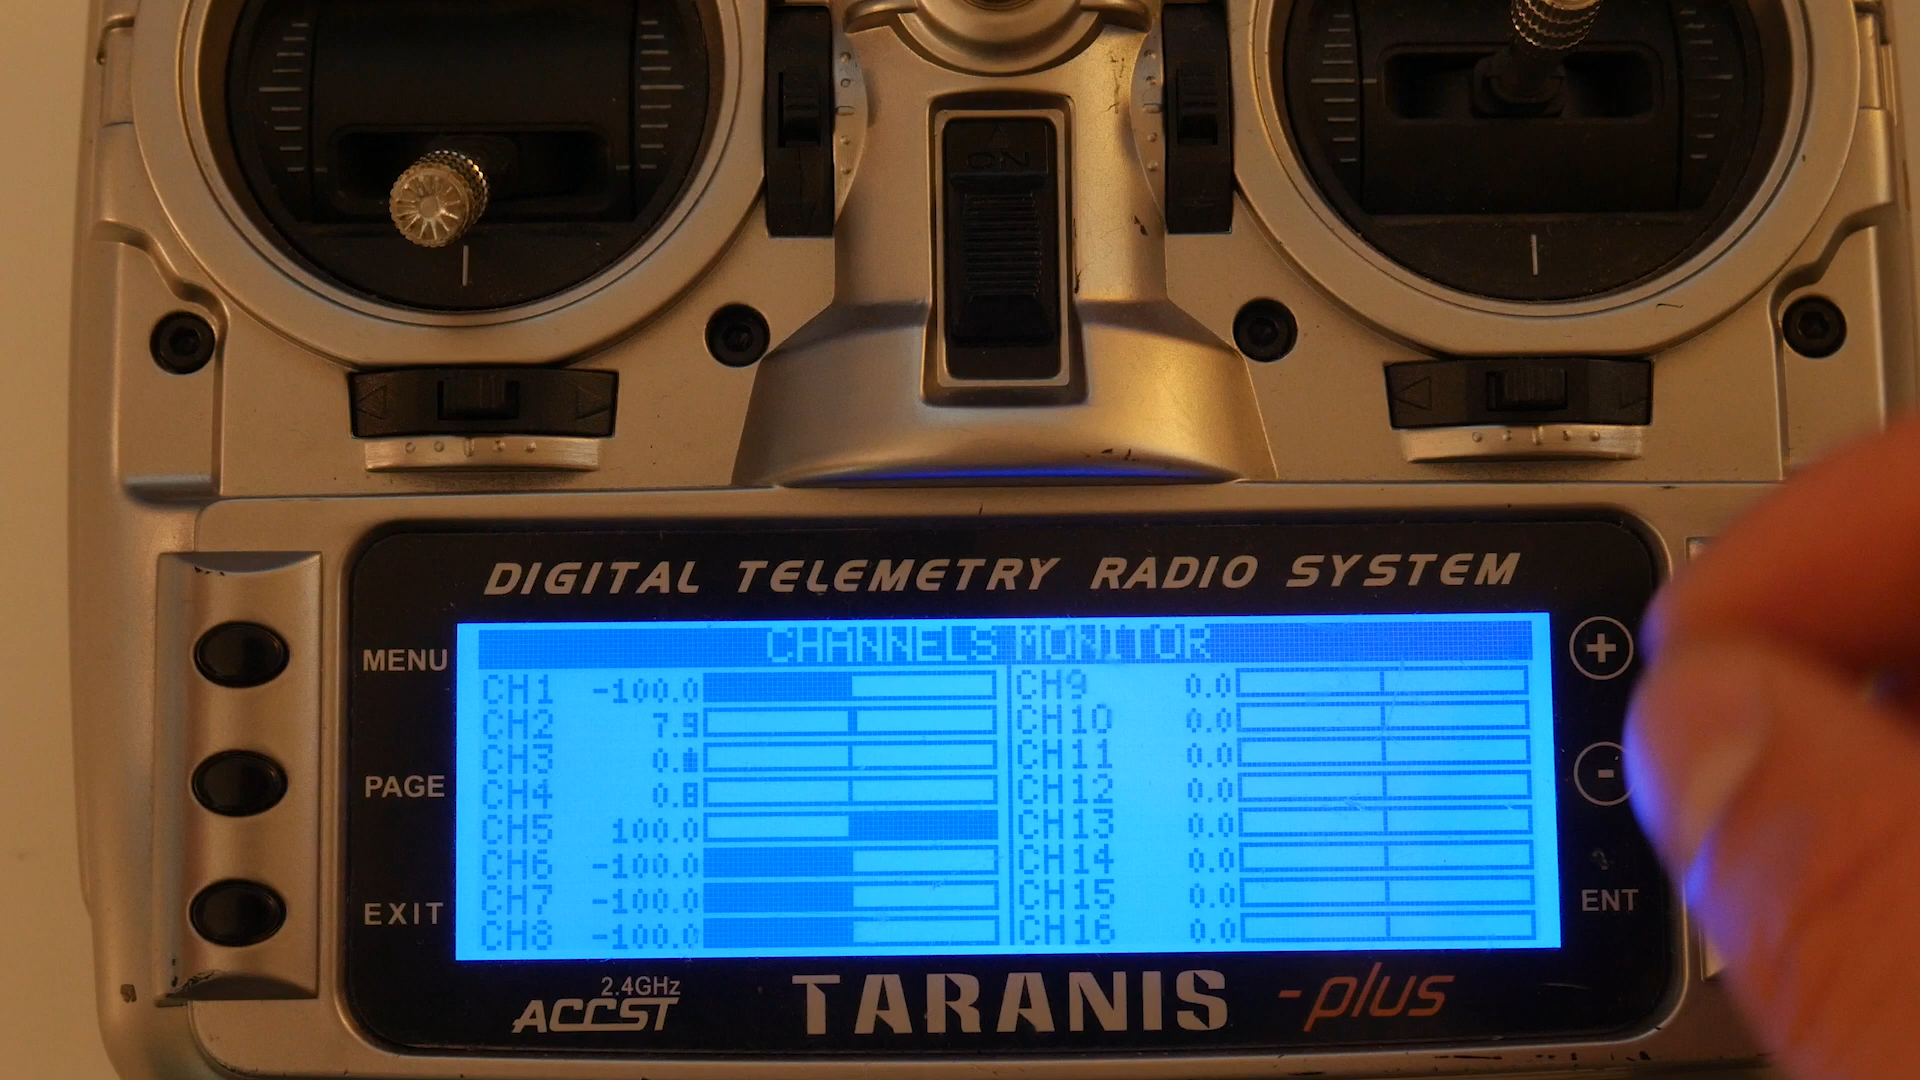 ON
DIGITAL TELEMETRY RADIO SYSTEM
MENU
PAGE
EXIT
CHANNELS MONITOR
CH1 -100.0
CH2 7.9
CH3 0.
CH4 0.8
CH5 100.0
CH6 -100.0
CH7 -100.0
CH8 -100.0
CH9 0.0
CH10 0.0
CH11 0.0
CH12 0.0
CH13 0.0
CH14 0.0
CH15 0.0
CH16 0.0
+
-
ENT
2.4GHz
ACCST
TARANIS -plus